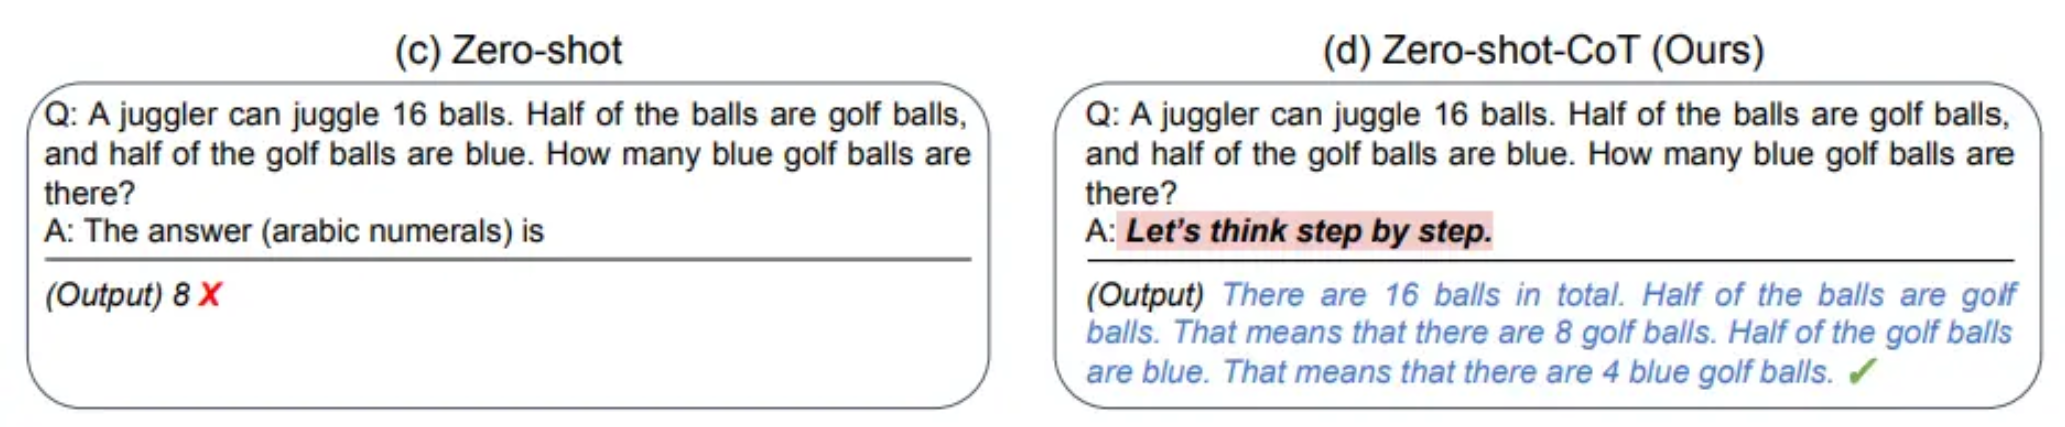 (c) Zero-shot
Q: A juggler can juggle 16 balls. Half of the balls are golf balls,
and half of the golf balls are blue. How many blue golf balls are
there?
A: The answer (arabic numerals) is
(Output) 8 X
(d) Zero-shot-CoT (Ours)
Q: A juggler can juggle 16 balls. Half of the balls are golf balls,
and half of the golf balls are blue. How many blue golf balls are
there?
A: Let's think step by step.
(Output) There are 16 balls in total. Half of the balls are golf
balls. That means that there are 8 golf balls. Half of the golf balls
are blue. That means that there are 4 blue golf balls. ✓